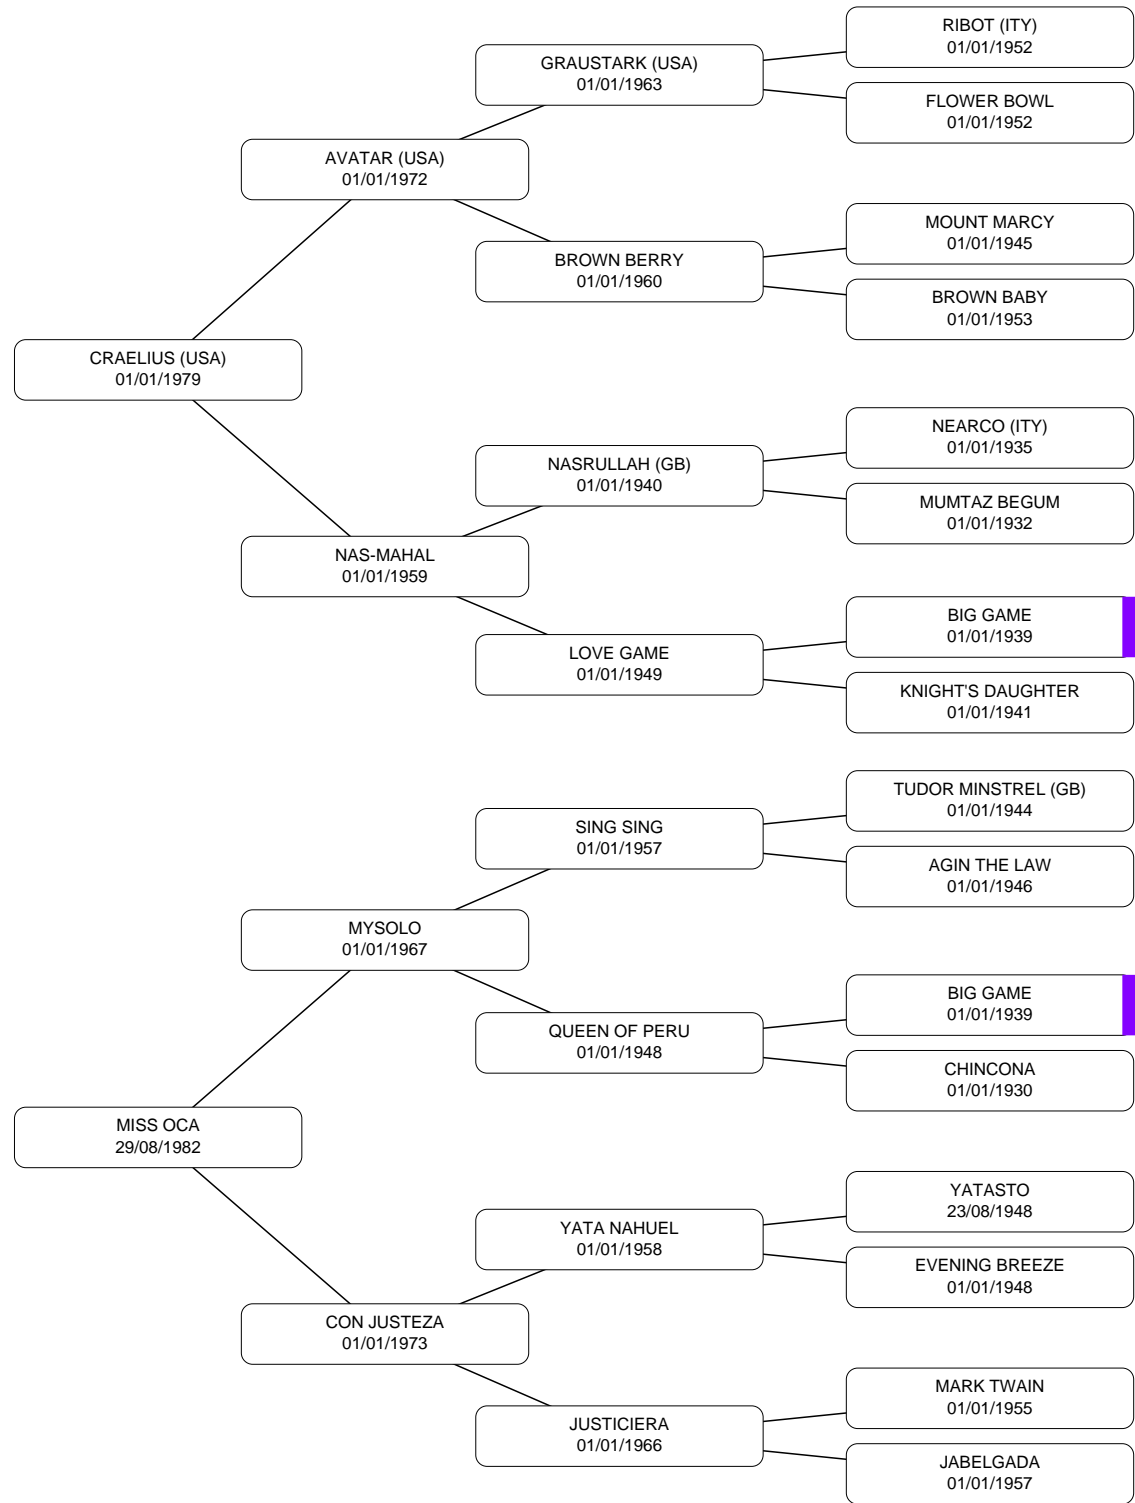 RIBOT (ITY)
01/01/1952
GRAUSTARK (USA)
01/01/1963
FLOWER BOWL
01/01/1952
AVATAR (USA)
01/01/1972
MOUNT MARCY
01/01/1945
BROWN BERRY
01/01/1960
BROWN BABY
01/01/1953
CRAELIUS (USA)
01/01/1979
NEARCO (ITY)
01/01/1935
NASRULLAH (GB)
01/01/1940
MUMTAZ BEGUM
01/01/1932
NAS-MAHAL
01/01/1959
BIG GAME
01/01/1939
LOVE GAME
01/01/1949
KNIGHT'S DAUGHTER
01/01/1941
TUDOR MINSTREL (GB)
01/01/1944
SING SING
01/01/1957
AGIN THE LAW
01/01/1946
MYSOLO
01/01/1967
BIG GAME
01/01/1939
QUEEN OF PERU
01/01/1948
CHINCONA
01/01/1930
MISS OCA
29/08/1982
YATASTO
23/08/1948
YATA NAHUEL
01/01/1958
EVENING BREEZE
01/01/1948
CON JUSTEZA
01/01/1973
MARK TWAIN
01/01/1955
JUSTICIERA
01/01/1966
JABELGADA
01/01/1957